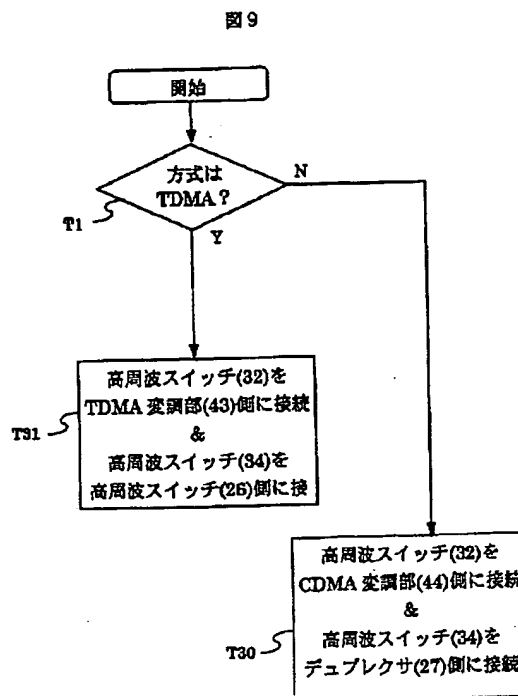 図9
開始
方式は
TDMA?
N
T1
Y
高周波スイッチ(32)を
TDMA 変調部(43)側に接続
&
高周波スイッチ(34)を
高周波スイッチ(26)側に接
T31
高周波スイッチ(32)を
CDMA 変調部(44)側に接続
&
高周波スイッチ(34)を
デュプレクサ(27)側に接続
T30